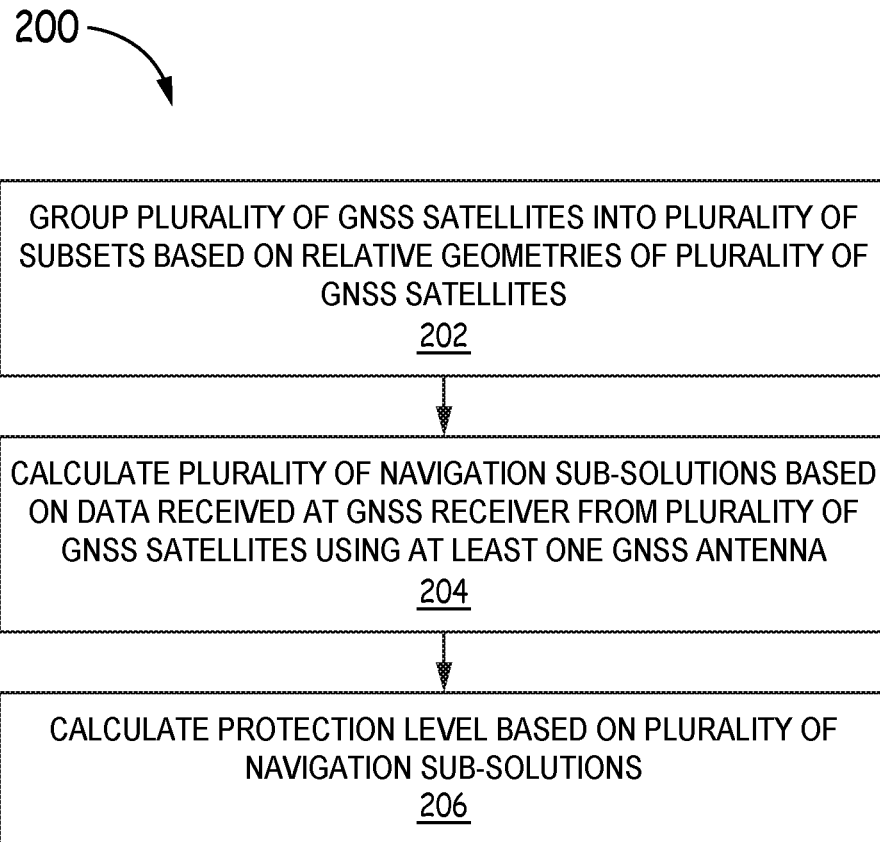 200
GROUP PLURALITY OF GNSS SATELLITES INTO PLURALITY OF
SUBSETS BASED ON RELATIVE GEOMETRIES OF PLURALITY OF
GNSS SATELLITES
202
CALCULATE PLURALITY OF NAVIGATION SUB-SOLUTIONS BASED
ON DATA RECEIVED AT GNSS RECEIVER FROM PLURALITY OF
GNSS SATELLITES USING AT LEAST ONE GNSS ANTENNA
204
CALCULATE PROTECTION LEVEL BASED ON PLURALITY OF
NAVIGATION SUB-SOLUTIONS
206